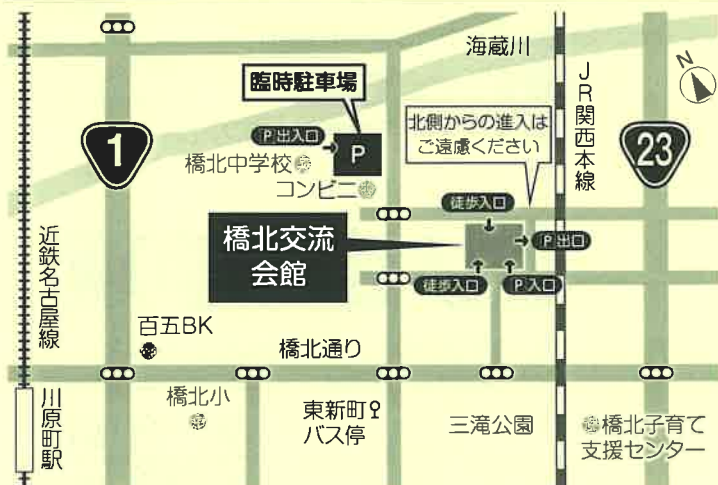 海蔵川
N
臨時駐車場
JR関西本線
1
P出入口
P
北側からの進入は
ご遠慮ください
23
橋北中学校
コンビニ
徒歩入口
橋北交流
会館
P出口
徒歩入口
P入口
近鉄名古屋線
百五BK
橋北通り
川原町駅
橋北小
東新町
バス停
三滝公園
橋北子育て
支援センター